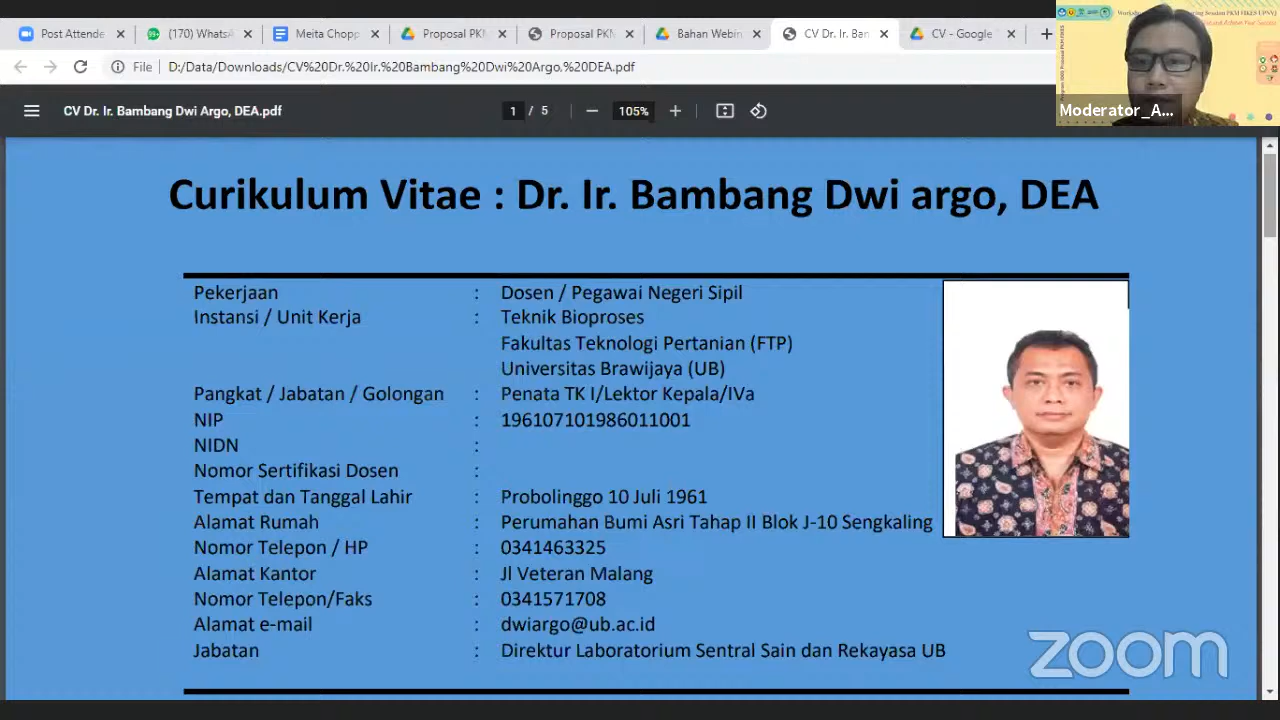 Post Attende
(170) WhatsA
Meita Chop
Proposal PKM
Proposal PKM
Bahan Webin
CV Dr. Ir. Ban
CV - Google
File
D:/Data/Downloads/CV%20Dr.%20Ir.%20Bambang%20Dwi%20Argo,%20DEA.pdf
CV Dr. Ir. Bambang Dwi Argo, DEA.pdf
1 / 5
105%
Moderator_A...
Curikulum Vitae : Dr. Ir. Bambang Dwi argo, DEA
Pekerjaan : Dosen / Pegawai Negeri Sipil
Instansi / Unit Kerja : Teknik Bioproses
Fakultas Teknologi Pertanian (FTP)
Universitas Brawijaya (UB)
Pangkat / Jabatan / Golongan : Penata TK I/Lektor Kepala/IVa
NIP : 196107101986011001
NIDN :
Nomor Sertifikasi Dosen :
Tempat dan Tanggal Lahir : Probolinggo 10 Juli 1961
Alamat Rumah : Perumahan Bumi Asri Tahap II Blok J-10 Sengkaling
Nomor Telepon / HP : 0341463325
Alamat Kantor : Jl Veteran Malang
Nomor Telepon/Faks : 0341571708
Alamat e-mail : dwiargo@ub.ac.id
Jabatan : Direktur Laboratorium Sentral Sain dan Rekayasa UB
zoom